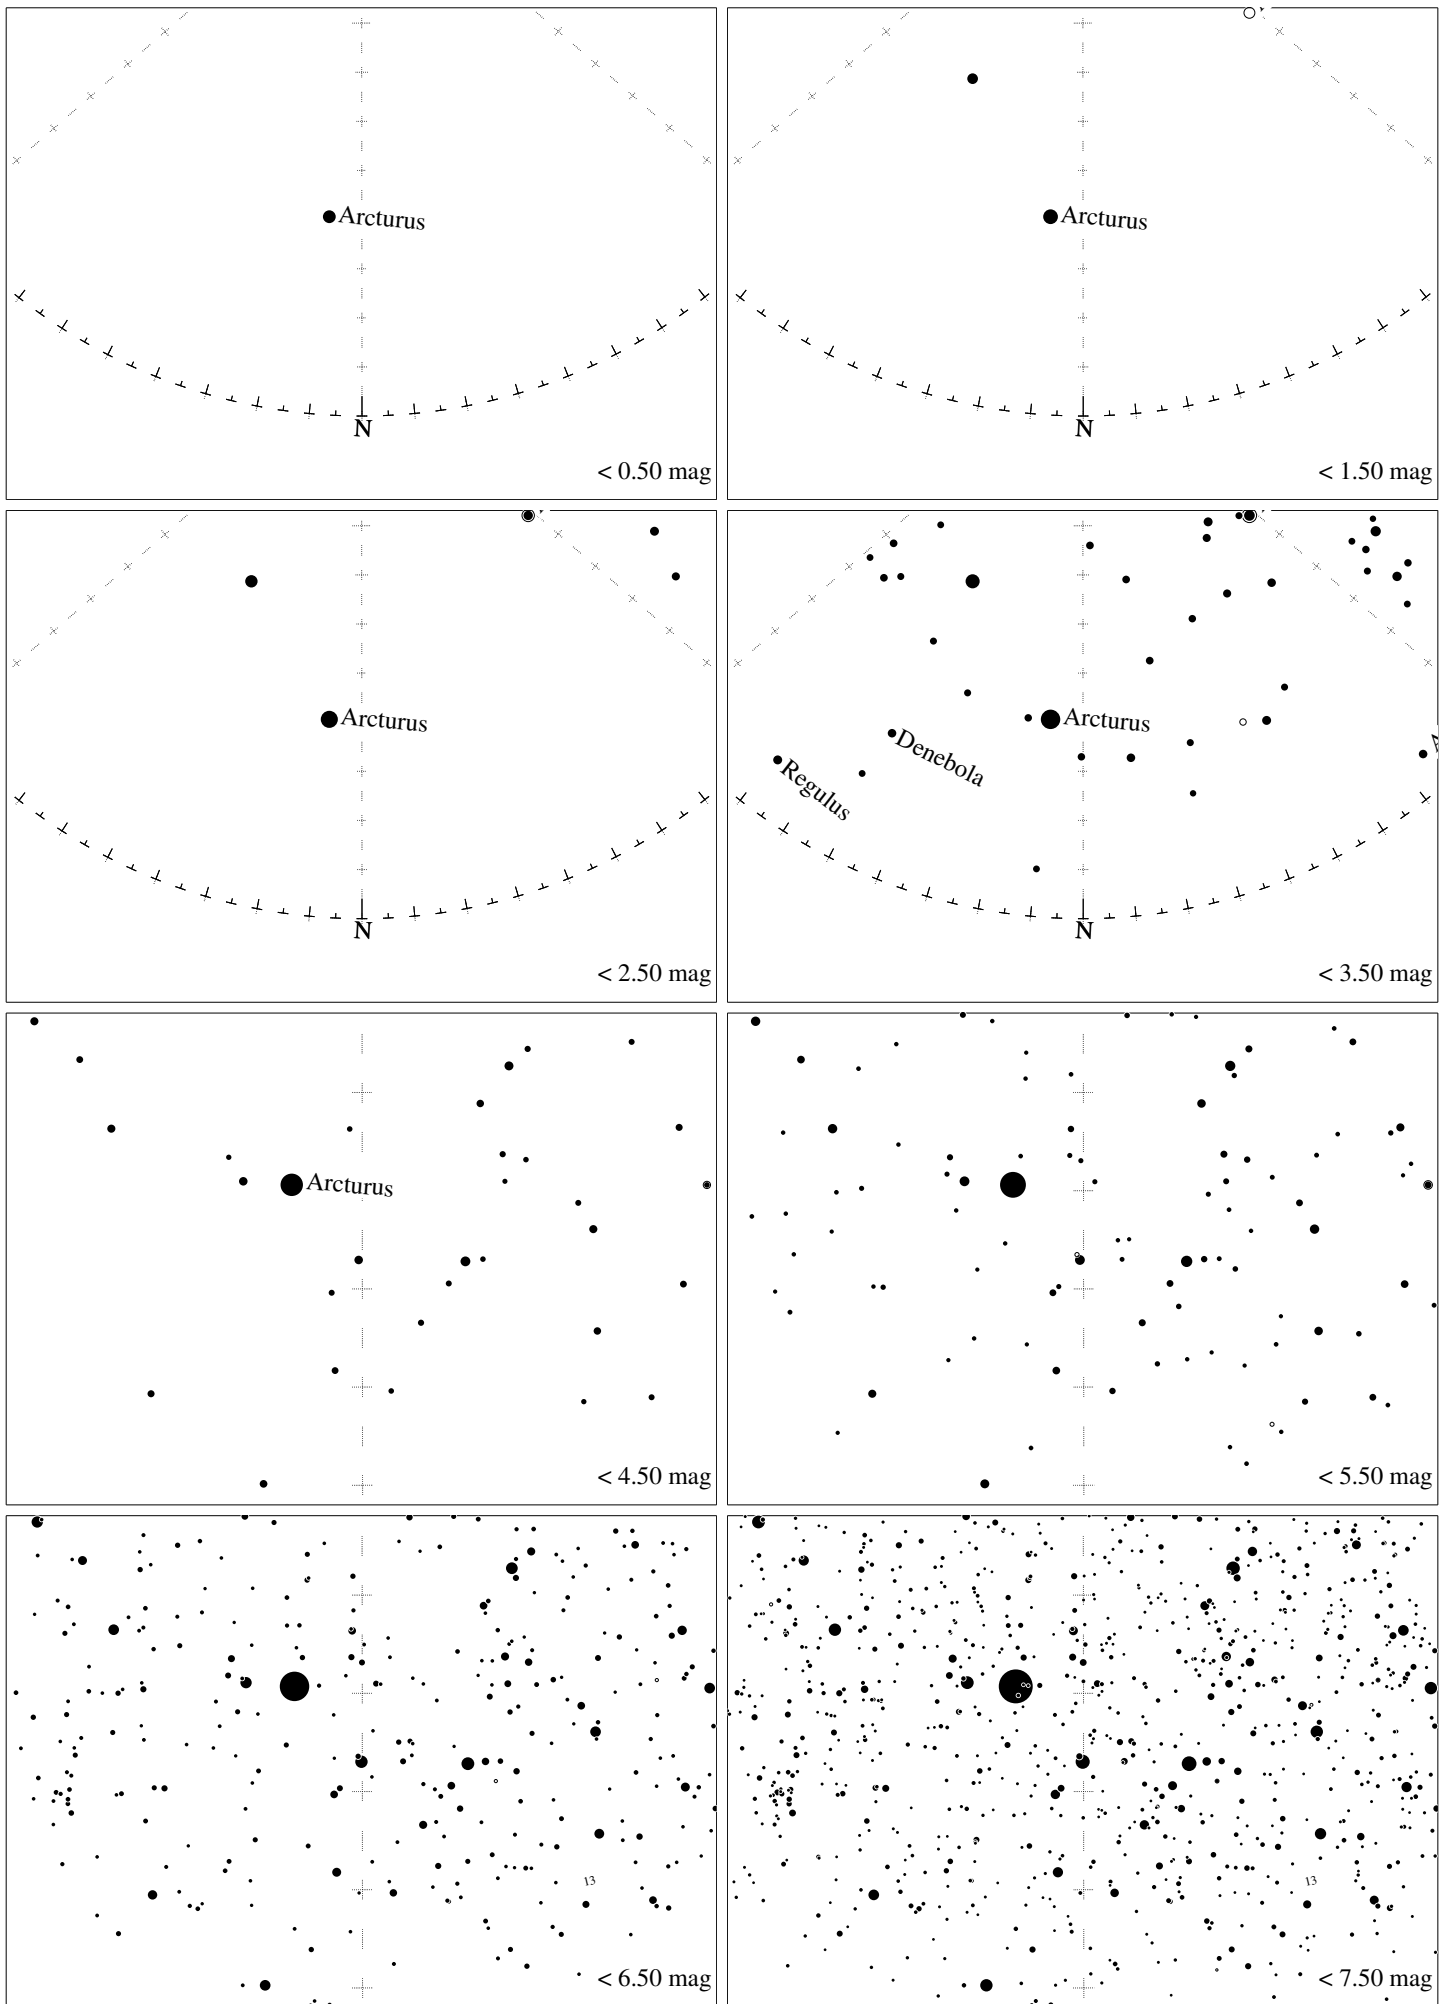 Arcturus
N
< 0.50 mag
Arcturus
N
< 1.50 mag
Arcturus
N
< 2.50 mag
Arcturus
Denebola
Regulus
N
< 3.50 mag
Arcturus
< 4.50 mag
< 5.50 mag
13
< 6.50 mag
13
< 7.50 mag